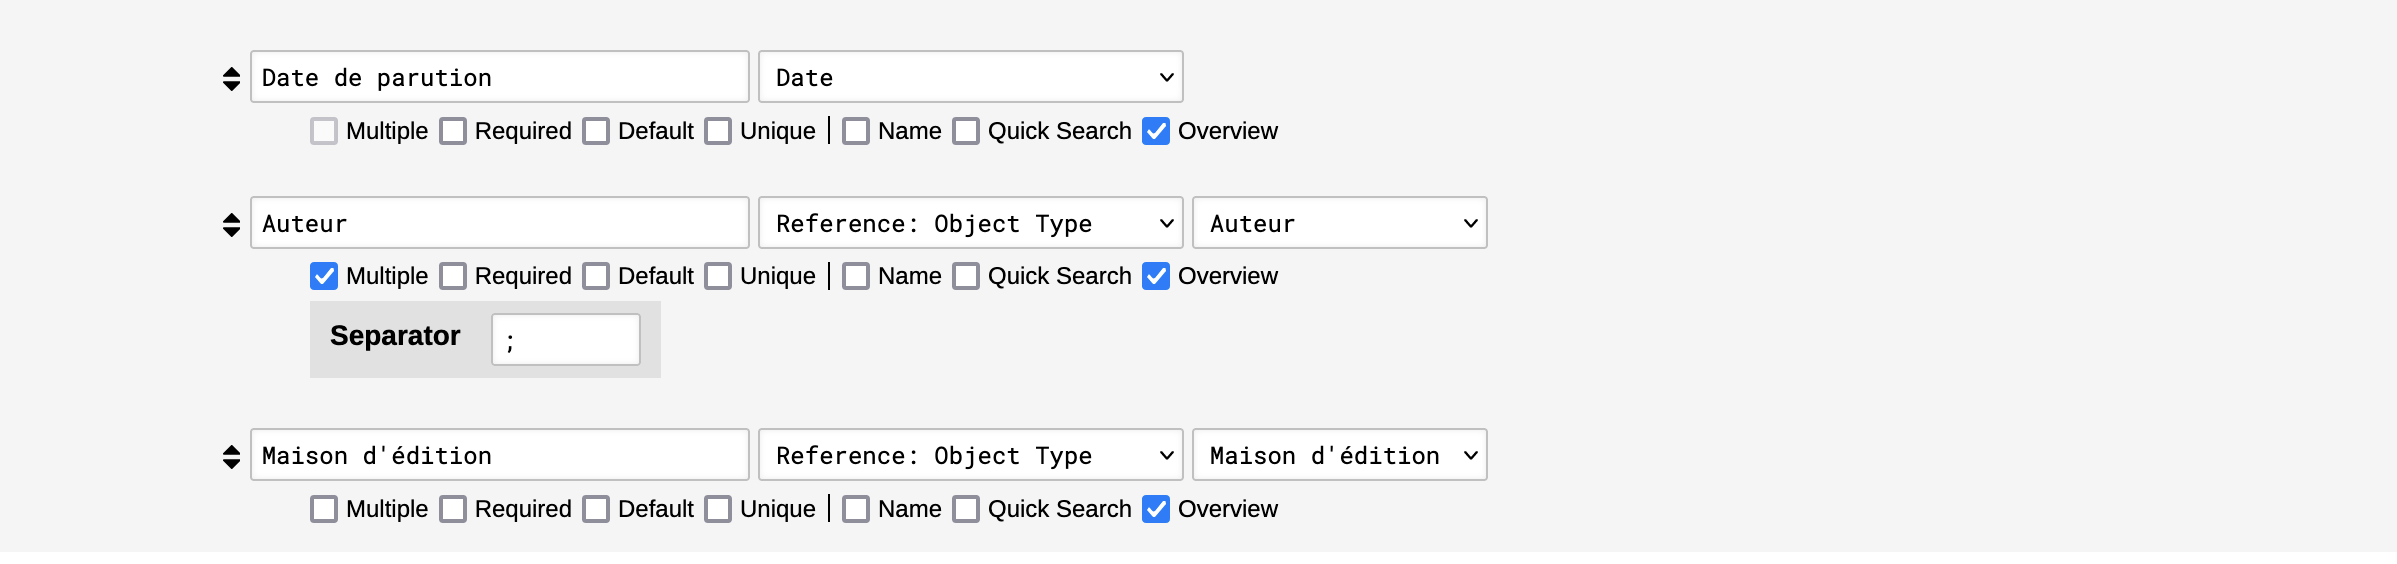 Date de parution Date
Multiple Required Default Unique | Name Quick Search Overview
Auteur Reference: Object Type Auteur
Multiple Required Default Unique | Name Quick Search Overview
Separator ;
Maison d'édition Reference: Object Type Maison d'édition
Multiple Required Default Unique | Name Quick Search Overview